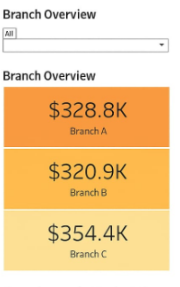 Branch Overview
All
Branch Overview
$328.8K
Branch A
$320.9K
Branch B
$354.4K
Branch C